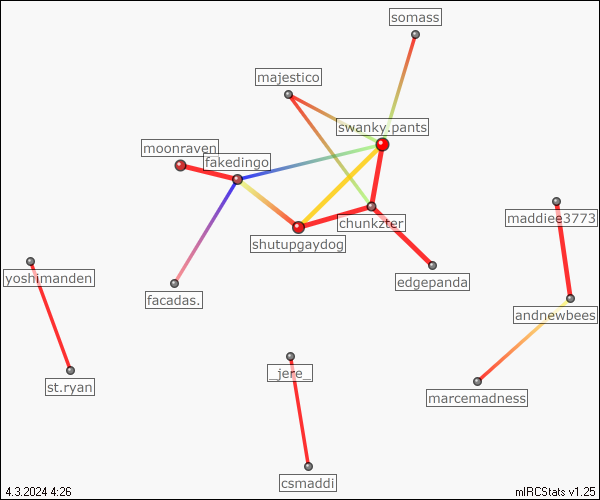 somass
majestico
swanky.pants
moonraven
fakedingo
maddiee3773
chunkzter
shutupgaydog
yoshimanden
edgepanda
facadas.
andnewbees
_jere_
st.ryan
marcemadness
csmaddi
4.3.2024 4:26
mIRCStats v1.25